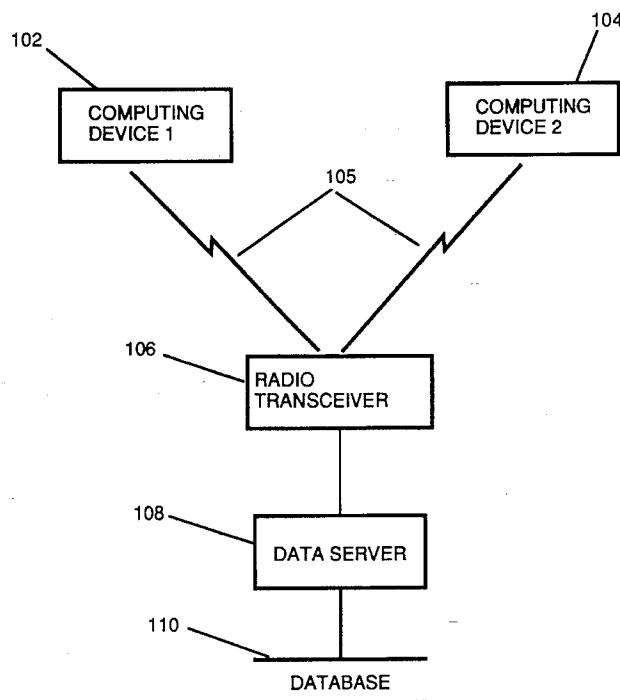 102
104
COMPUTING
DEVICE 1
COMPUTING
DEVICE 2
105
106
RADIO
TRANSCEIVER
108
DATA SERVER
110
DATABASE